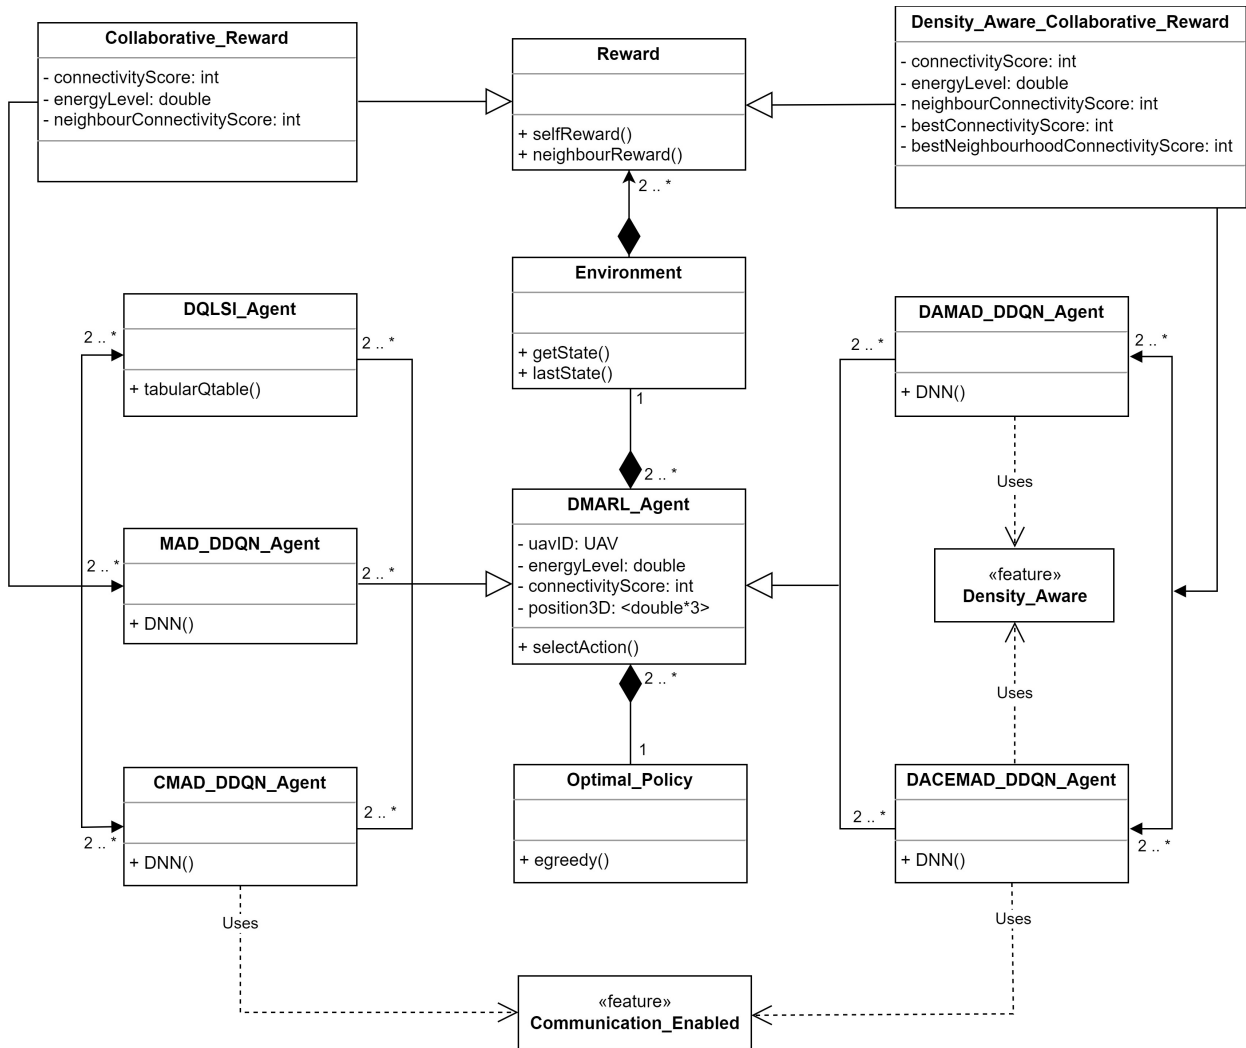 Collaborative_Reward
- connectivityScore: int
- energyLevel: double
- neighbourConnectivityScore: int
Reward
+ selfReward()
+ neighbourReward()
Density_Aware_Collaborative_Reward
- connectivityScore: int
- energyLevel: double
- neighbourConnectivityScore: int
- bestConnectivityScore: int
- bestNeighbourhoodConnectivityScore: int
2 .. *
Environment
+ getState()
+ lastState()
1
2 .. *
DQLSI_Agent
+ tabularQtable()
2 .. *
2 .. *
DAMAD_DDQN_Agent
+ DNN()
2 .. *
2 .. *
Uses
MAD_DDQN_Agent
+ DNN()
2 .. *
2 .. *
DMARL_Agent
- uavID: UAV
- energyLevel: double
- connectivityScore: int
- position3D: <double*3>
+ selectAction()
2 .. *
1
«feature»
Density_Aware
Uses
CMAD_DDQN_Agent
+ DNN()
2 .. *
2 .. *
Uses
Optimal_Policy
+ egreedy()
DACEMAD_DDQN_Agent
+ DNN()
2 .. *
2 .. *
Uses
«feature»
Communication_Enabled